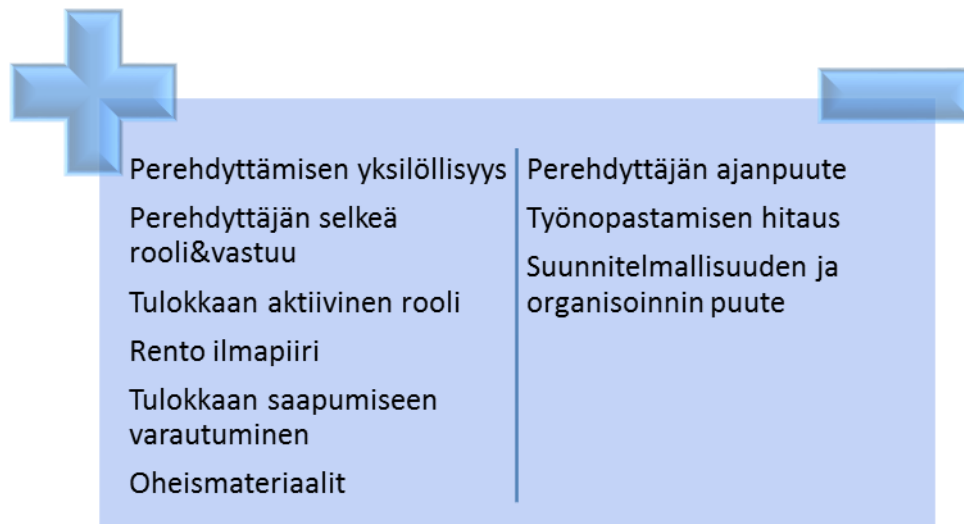 Perehdyttämisen yksilöllisyys
Perehdyttäjän selkeä
rooli&vastuu
Tulokkaan aktiivinen rooli
Rento ilmapiiri
Tulokkaan saapumiseen
varautuminen
Oheismateriaalit
Perehdyttäjän ajanpuute
Työnopastamisen hitaus
Suunnitelmallisuuden ja
organisoinnin puute